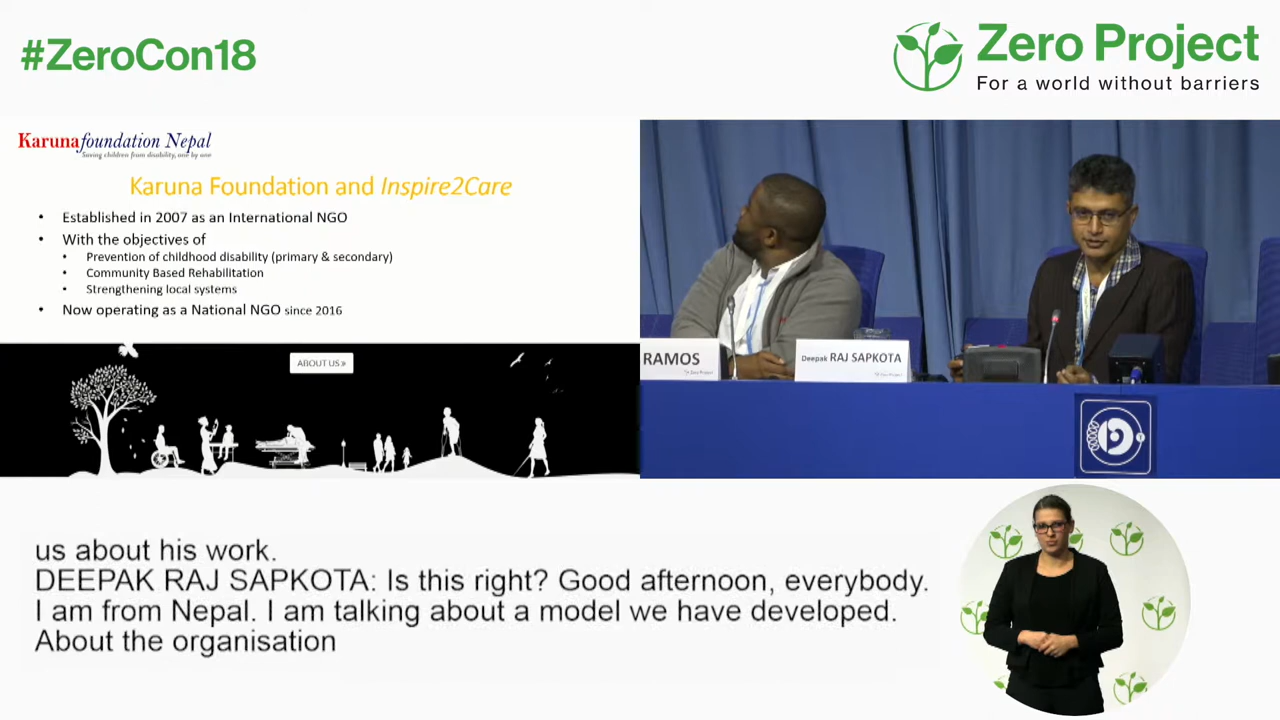 #ZeroCon18
Zero Project
For a world without barriers
Karunafoundation Nepal
Saving children from disability, one by one
Karuna Foundation and Inspire2Care
• Established in 2007 as an International NGO
• With the objectives of
• Prevention of childhood disability (primary & secondary)
• Community Based Rehabilitation
• Strengthening local systems
• Now operating as a National NGO since 2016
ABOUT US »
RAMOS
Deepak RAJ SAPKOTA
us about his work.
DEEPAK RAJ SAPKOTA: Is this right? Good afternoon, everybody.
I am from Nepal. I am talking about a model we have developed.
About the organisation